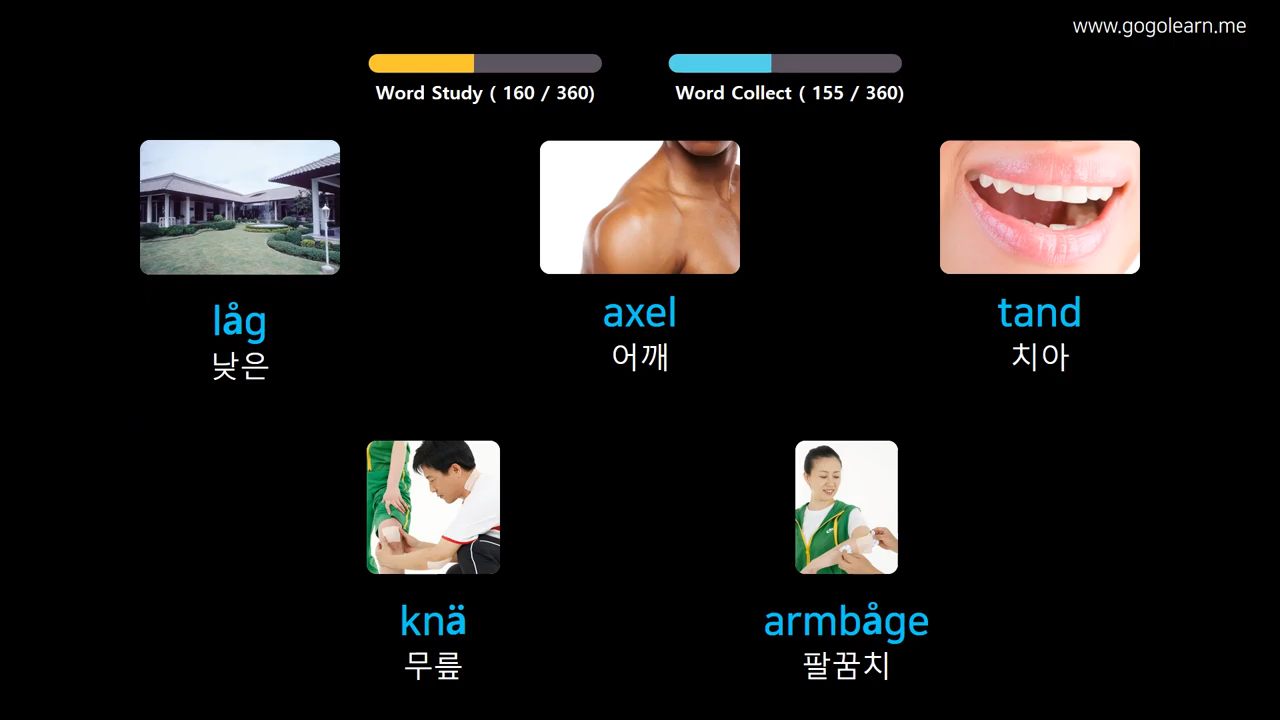 www.gogolearn.me
Word Study ( 160 / 360)
Word Collect ( 155 / 360)
låg
낮은
axel
어깨
tand
치아
knä
무릎
armbåge
팔꿈치